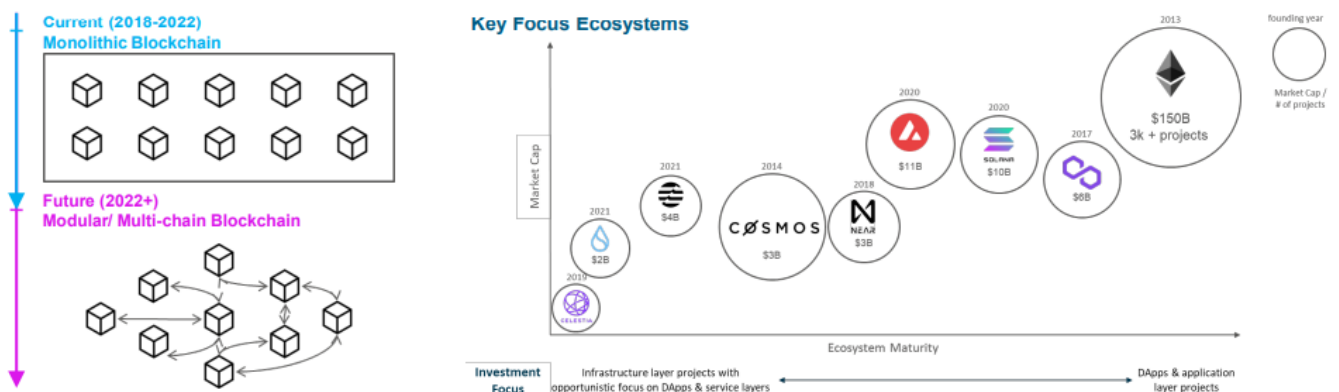 Current (2018-2022)
Monolithic Blockchain
Future (2022+)
Modular/ Multi-chain Blockchain
Key Focus Ecosystems
Market Cap
2019
CELESTIA
2021
$2B
2021
$4B
2014
COSMOS
$3B
2018
NEAR
$3B
2020
$11B
2020
SOLANA
$10B
2017
$6B
2013
$150B
3k + projects
founding year
Market Cap /
# of projects
Ecosystem Maturity
Investment
Focus
Infrastructure layer projects with
opportunistic focus on DApps & service layers
DApps & application
layer projects